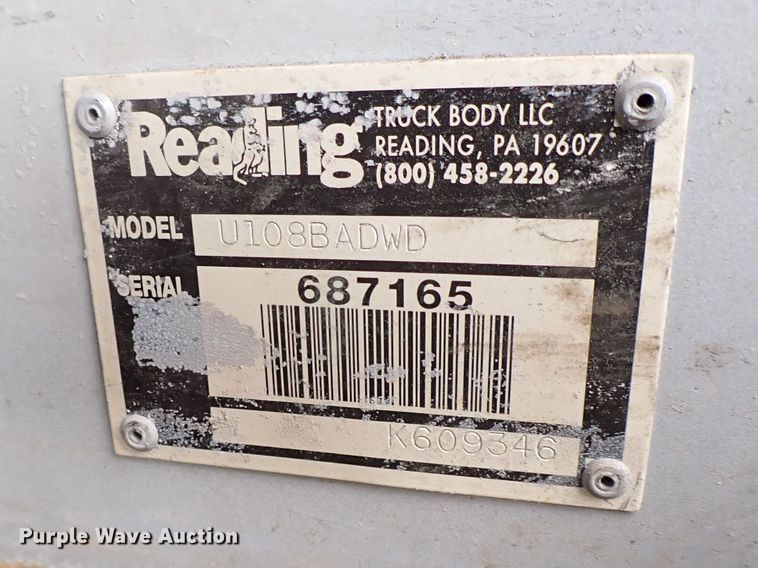 Reading
TRUCK BODY LLC
READING, PA 19607
(800) 458-2226
MODEL U108BADWD
SERIAL 687165
K609346
Purple Wave Auction